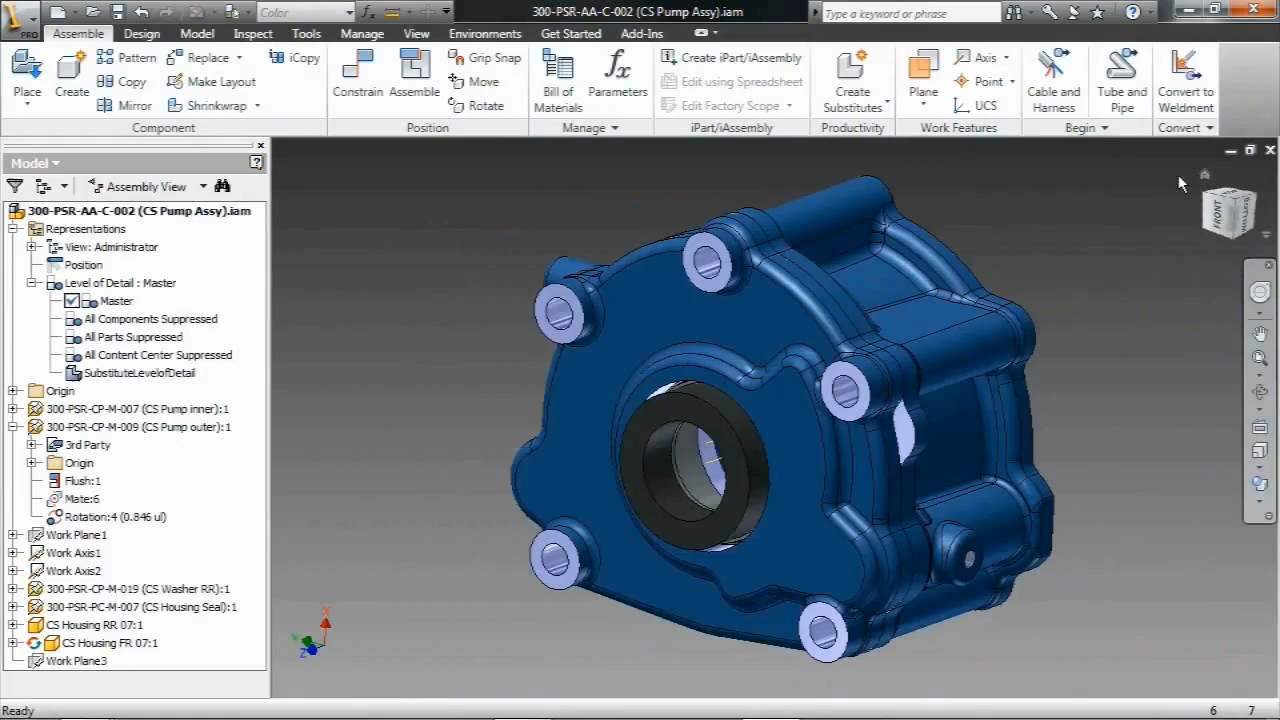 PRO
Color
300-PSR-AA-C-002 (CS Pump Assy).iam
Type a keyword or phrase
Assemble Design Model Inspect Tools Manage View Environments Get Started Add-Ins
Place
Create
Pattern
Copy
Mirror
Replace
Make Layout
Shrinkwrap
iCopy
Component
Constrain
Assemble
Grip Snap
Move
Rotate
Position
Bill of
Materials
Parameters
Manage
Create iPart/iAssembly
Edit using Spreadsheet
Edit Factory Scope
iPart/iAssembly
Create
Substitutes
Productivity
Plane
Axis
Point
UCS
Work Features
Cable and
Harness
Tube and
Pipe
Begin
Convert to
Weldment
Convert
Model
Assembly View
300-PSR-AA-C-002 (CS Pump Assy).iam
Representations
View: Administrator
Position
Level of Detail : Master
Master
All Components Suppressed
All Parts Suppressed
All Content Center Suppressed
SubstituteLevelofDetail
Origin
300-PSR-CP-M-007 (CS Pump inner):1
300-PSR-CP-M-009 (CS Pump outer):1
3rd Party
Origin
Flush:1
Mate:6
Rotation:4 (0.846 ul)
Work Plane1
Work Axis1
Work Axis2
300-PSR-CP-M-019 (CS Washer RR):1
300-PSR-PC-M-007 (CS Housing Seal):1
CS Housing RR 07:1
CS Housing FR 07:1
Work Plane3
FRONT
BOTTOM
X
Y
Z
Ready
6 7